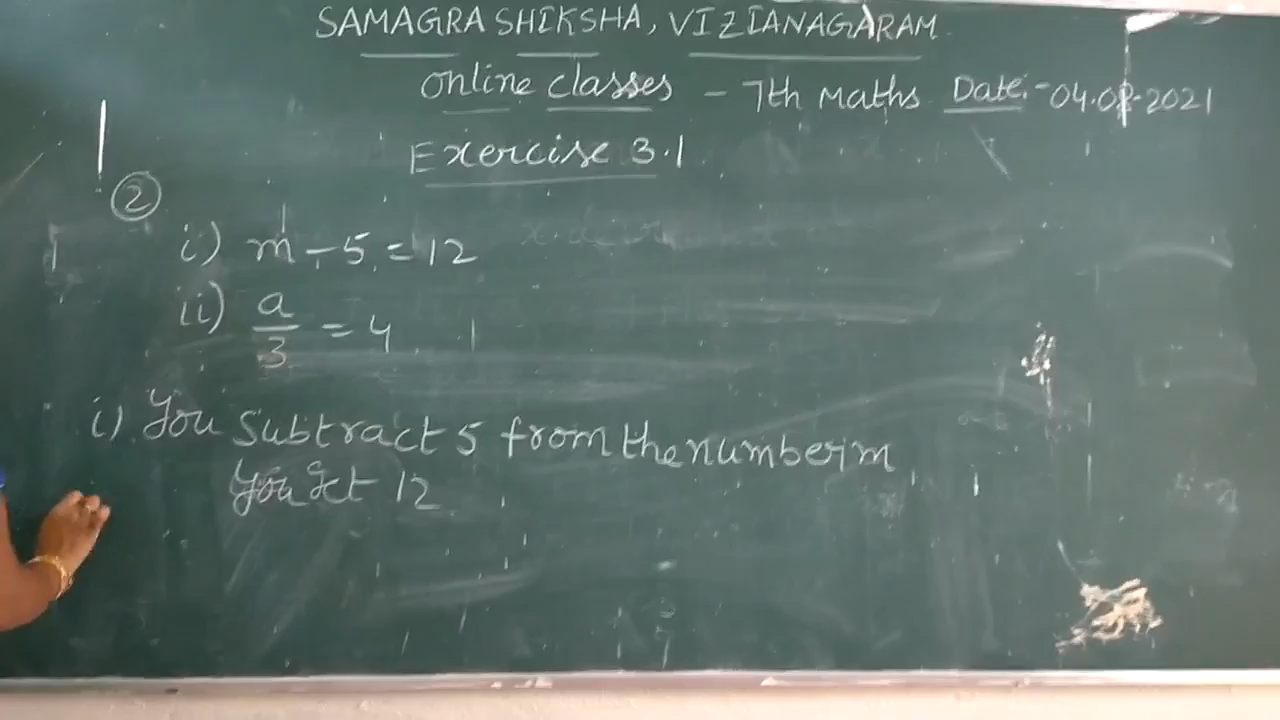 SAMAGRA SHIKSHA, VIZIANAGARAM
Online classes - 7th Maths Date:-04.08.2021
Exercise 3.1
②
i) m - 5 = 12
ii) a/3 = 4
i) You Subtract 5 from the number m
You Get 12